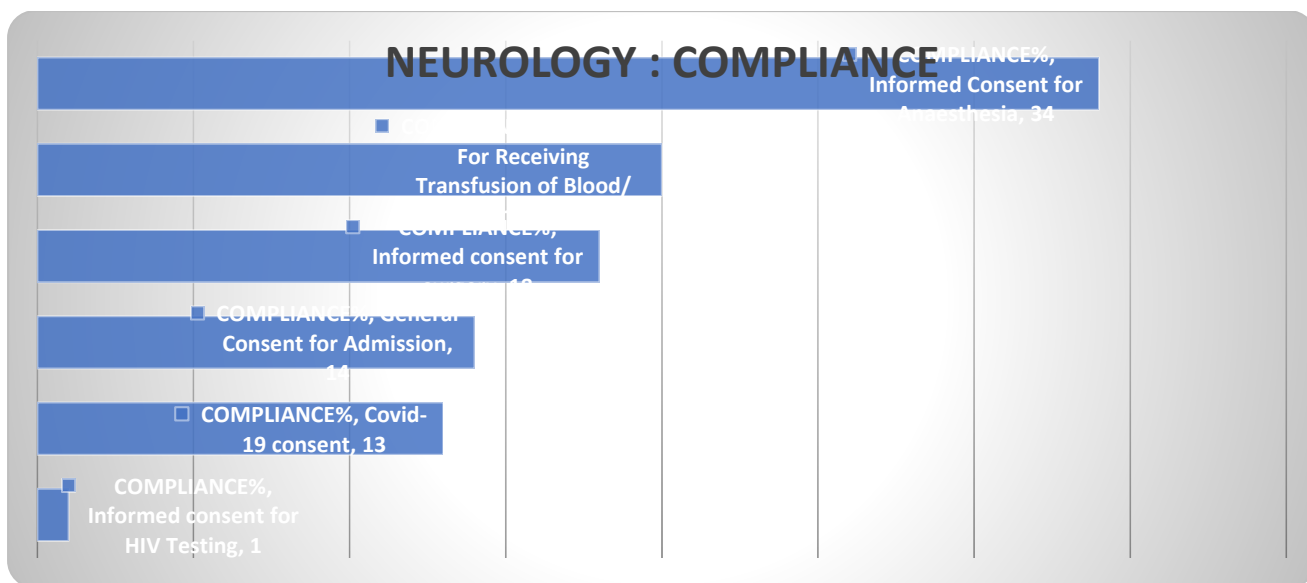 NEUROLOGY : COMPLIANCE
COMPLIANCE%,
Informed Consent for
Anaesthesia, 34
For Receiving
Transfusion of Blood/
COMPLIANCE%,
Informed consent for
18
COMPLIANCE%, General
Consent for Admission,
14
COMPLIANCE%, Covid-
19 consent, 13
COMPLIANCE%,
Informed consent for
HIV Testing, 1